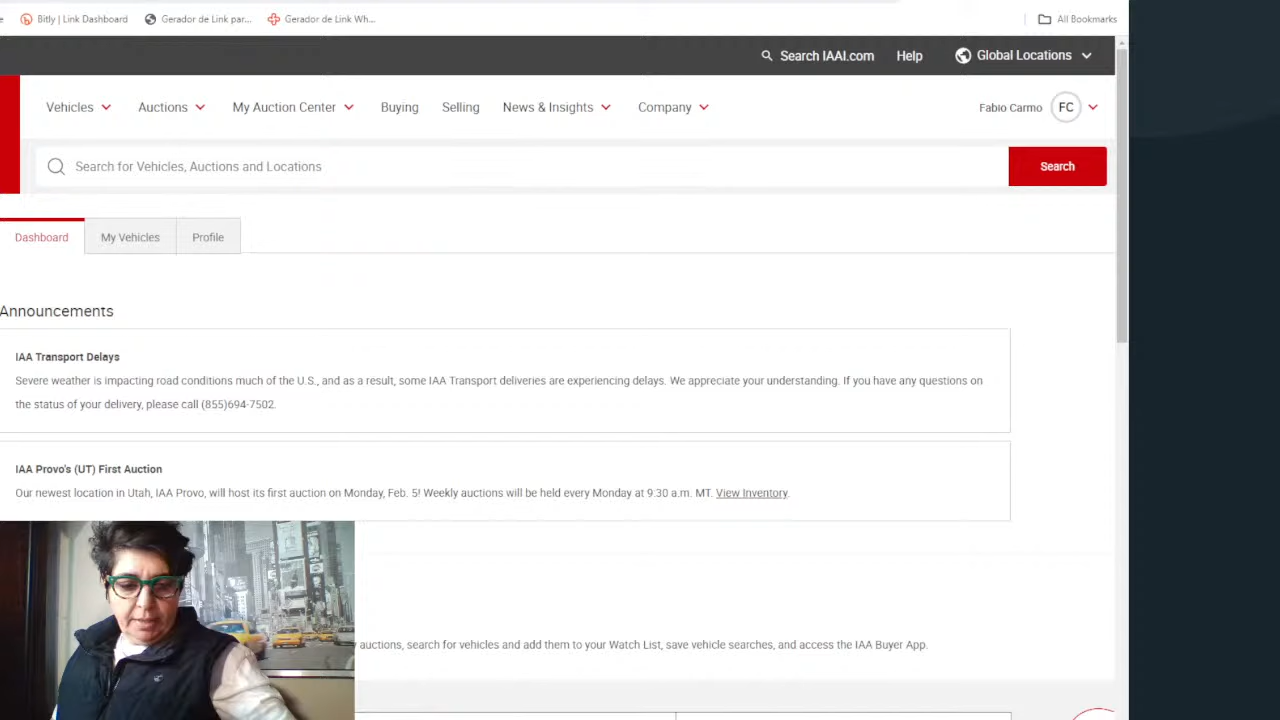 Bitly | Link Dashboard Gerador de Link par... Gerador de Link Wh... All Bookmarks
Search IAAI.com Help Global Locations
Vehicles Auctions My Auction Center Buying Selling News & Insights Company Fabio Carmo FC
Search for Vehicles, Auctions and Locations Search
Dashboard My Vehicles Profile
Announcements
IAA Transport Delays
Severe weather is impacting road conditions much of the U.S., and as a result, some IAA Transport deliveries are experiencing delays. We appreciate your understanding. If you have any questions on
the status of your delivery, please call (855)694-7502.
IAA Provo's (UT) First Auction
Our newest location in Utah, IAA Provo, will host its first auction on Monday, Feb. 5! Weekly auctions will be held every Monday at 9:30 a.m. MT. View Inventory.
auctions, search for vehicles and add them to your Watch List, save vehicle searches, and access the IAA Buyer App.